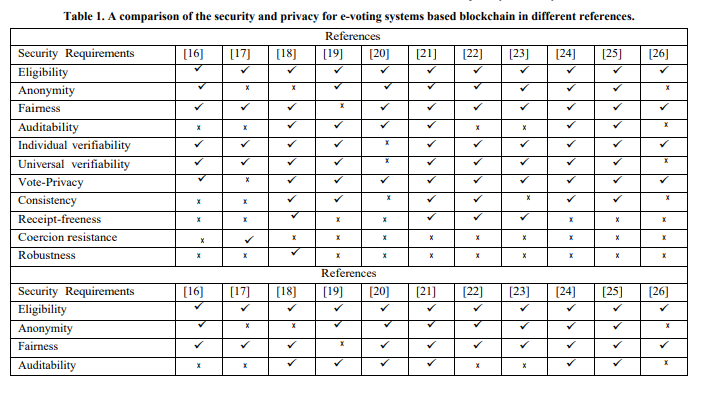 Table 1. A comparison of the security and privacy for e-voting systems based blockchain in different references.
References
Security Requirements [16] [17] [18] [19] [20] [21] [22] [23] [24] [25] [26]
Eligibility ✓ ✓ ✓ ✓ ✓ ✓ ✓ ✓ ✓ ✓ ✓
Anonymity ✓ x x ✓ ✓ ✓ ✓ ✓ ✓ ✓ x
Fairness ✓ ✓ ✓ x ✓ ✓ ✓ ✓ ✓ ✓ ✓
Auditability x x ✓ ✓ ✓ ✓ x x ✓ ✓ x
Individual verifiability ✓ ✓ ✓ ✓ x ✓ ✓ ✓ ✓ ✓ ✓
Universal verifiability ✓ ✓ ✓ ✓ x ✓ ✓ ✓ ✓ ✓ x
Vote-Privacy ✓ x ✓ ✓ ✓ ✓ ✓ ✓ ✓ ✓ ✓
Consistency x x ✓ ✓ x ✓ ✓ x ✓ ✓ x
Receipt-freeness x x ✓ x x ✓ ✓ ✓ x x x
Coercion resistance x ✓ x x x x x x x x x
Robustness x x ✓ x x x x x x x x
References
Security Requirements [16] [17] [18] [19] [20] [21] [22] [23] [24] [25] [26]
Eligibility ✓ ✓ ✓ ✓ ✓ ✓ ✓ ✓ ✓ ✓ ✓
Anonymity ✓ x x ✓ ✓ ✓ ✓ ✓ ✓ ✓ x
Fairness ✓ ✓ ✓ x ✓ ✓ ✓ ✓ ✓ ✓ ✓
Auditability x x ✓ ✓ ✓ ✓ x x ✓ ✓ x